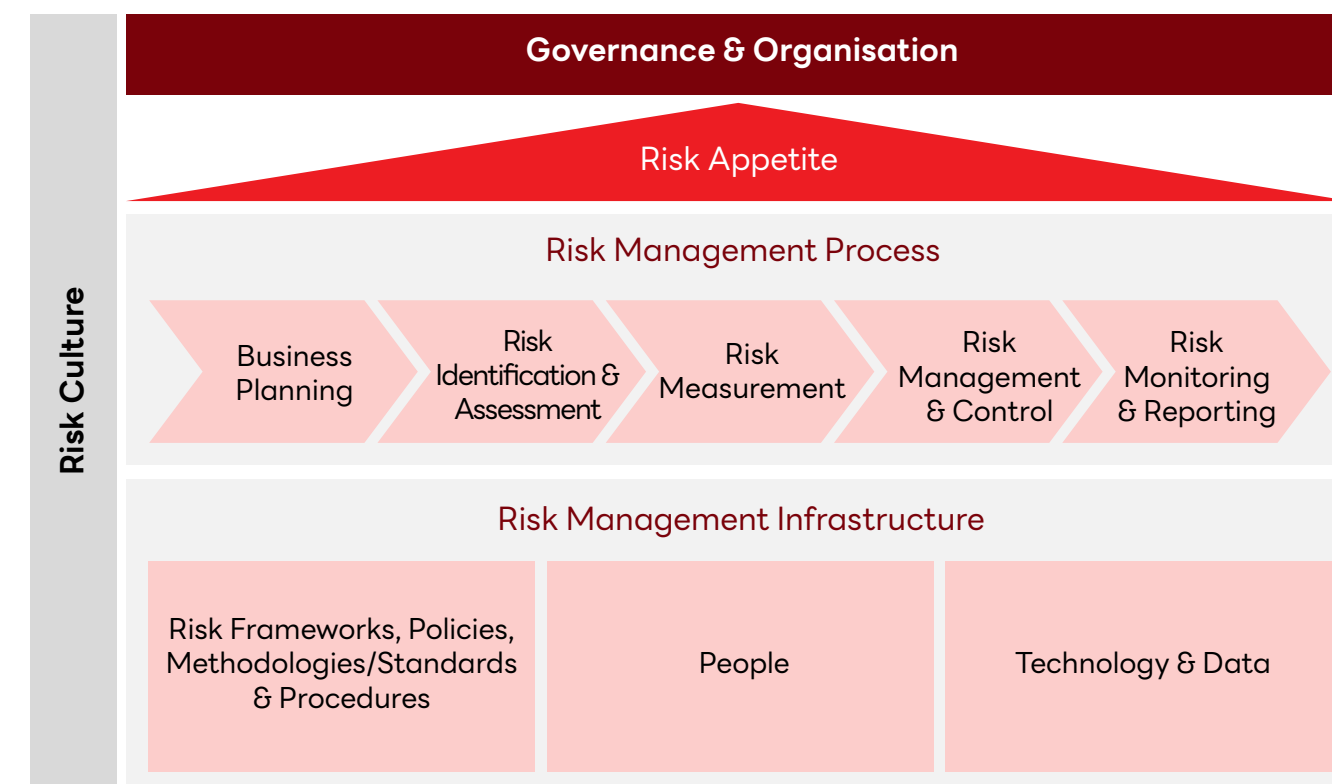 Governance & Organisation
Risk Appetite
Risk Culture
Risk Management Process
Business
Planning
Risk
Identification &
Assessment
Risk
Measurement
Risk
Management
& Control
Risk
Monitoring
& Reporting
Risk Management Infrastructure
Risk Frameworks, Policies,
Methodologies/Standards
& Procedures
People
Technology & Data